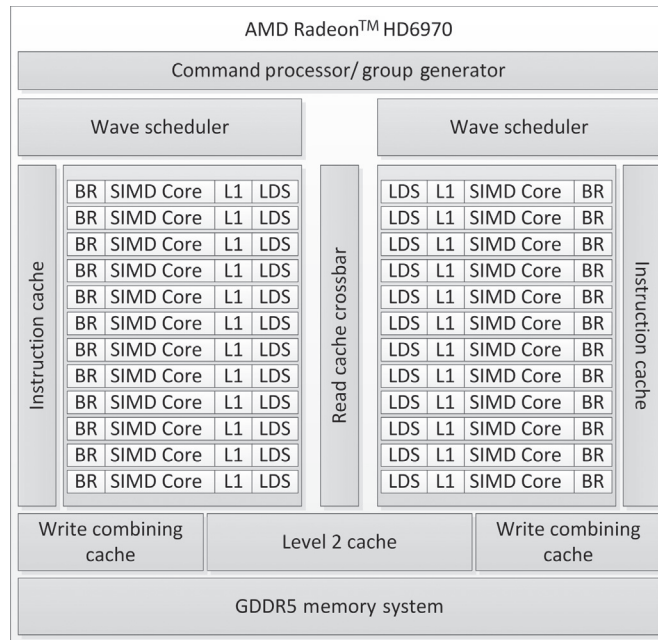 AMD Radeon™ HD6970
Command processor/ group generator
Wave scheduler
Wave scheduler
Instruction cache
BR SIMD Core L1 LDS
BR SIMD Core L1 LDS
BR SIMD Core L1 LDS
BR SIMD Core L1 LDS
BR SIMD Core L1 LDS
BR SIMD Core L1 LDS
BR SIMD Core L1 LDS
BR SIMD Core L1 LDS
BR SIMD Core L1 LDS
BR SIMD Core L1 LDS
BR SIMD Core L1 LDS
BR SIMD Core L1 LDS
Read cache crossbar
LDS L1 SIMD Core BR
LDS L1 SIMD Core BR
LDS L1 SIMD Core BR
LDS L1 SIMD Core BR
LDS L1 SIMD Core BR
LDS L1 SIMD Core BR
LDS L1 SIMD Core BR
LDS L1 SIMD Core BR
LDS L1 SIMD Core BR
LDS L1 SIMD Core BR
LDS L1 SIMD Core BR
LDS L1 SIMD Core BR
Instruction cache
Write combining
cache
Level 2 cache
Write combining
cache
GDDR5 memory system